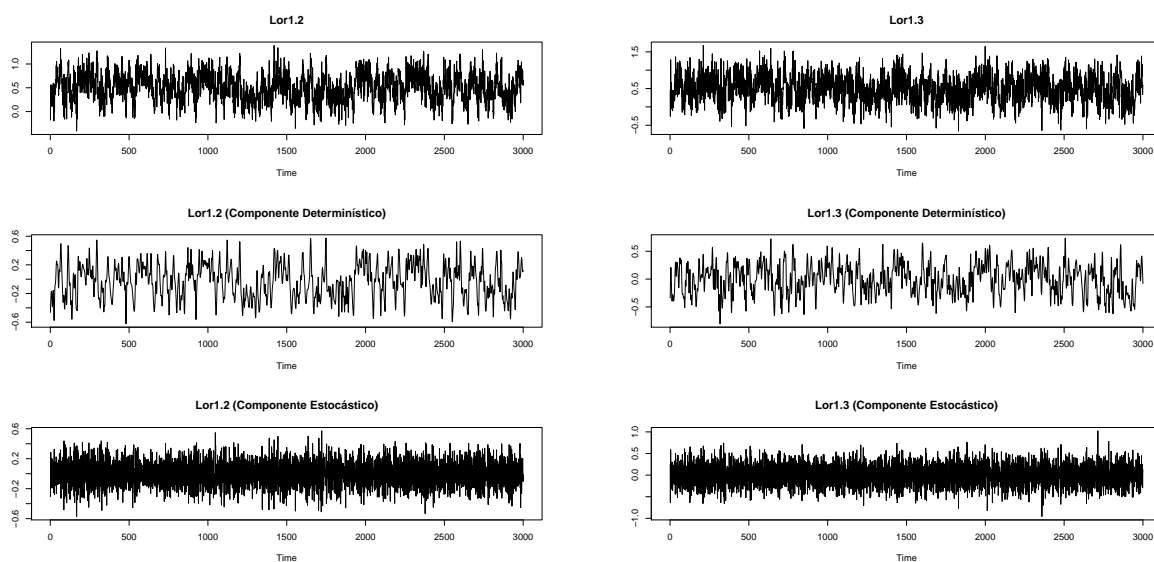 Lor1.2
0.0 0.5 1.0
0 500 1000 1500 2000 2500 3000
Time
Lor1.3
−0.5 0.5 1.5
0 500 1000 1500 2000 2500 3000
Time
Lor1.2 (Componente Determinístico)
−0.6 −0.2 0.2 0.6
0 500 1000 1500 2000 2500 3000
Time
Lor1.3 (Componente Determinístico)
−0.5 0.0 0.5
0 500 1000 1500 2000 2500 3000
Time
Lor1.2 (Componente Estocástico)
−0.6 −0.2 0.2 0.6
0 500 1000 1500 2000 2500 3000
Time
Lor1.3 (Componente Estocástico)
−1.0 0.0 0.5 1.0
0 500 1000 1500 2000 2500 3000
Time